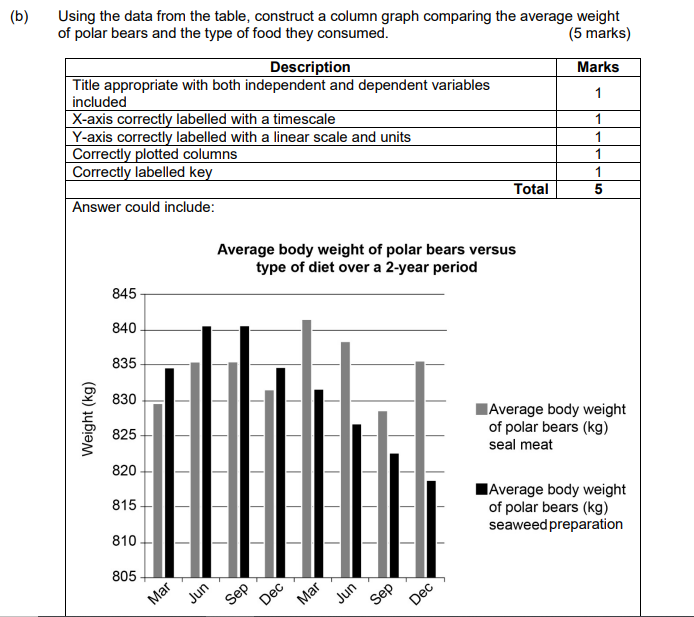 (b) Using the data from the table, construct a column graph comparing the average weight
of polar bears and the type of food they consumed. (5 marks)
Description Marks
Title appropriate with both independent and dependent variables
included 1
X-axis correctly labelled with a timescale 1
Y-axis correctly labelled with a linear scale and units 1
Correctly plotted columns 1
Correctly labelled key 1
Total 5
Answer could include:
Average body weight of polar bears versus
type of diet over a 2-year period
Weight (kg)
845
840
835
830
825
820
815
810
805
Mar Jun Sep Dec Mar Jun Sep Dec
Average body weight
of polar bears (kg)
seal meat
Average body weight
of polar bears (kg)
seaweed preparation